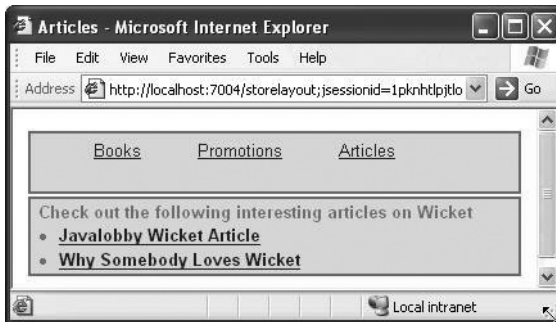 Articles - Microsoft Internet Explorer
File Edit View Favorites Tools Help
Address http://localhost:7004/storelayout;jsessionid=1pknhtlpjtlo Go
Books Promotions Articles
Check out the following interesting articles on Wicket
• Javalobby Wicket Article
• Why Somebody Loves Wicket
Local intranet